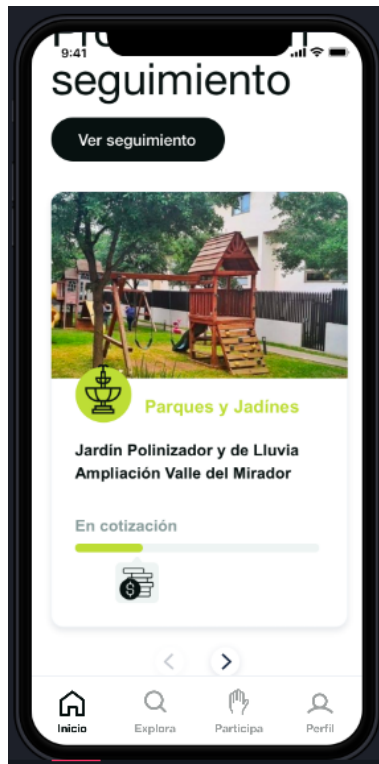 9:41
seguimiento
Ver seguimiento
Parques y Jadínes
Jardín Polinizador y de Lluvia
Ampliación Valle del Mirador
En cotización
$
Inicio
Explora
Participa
Perfil